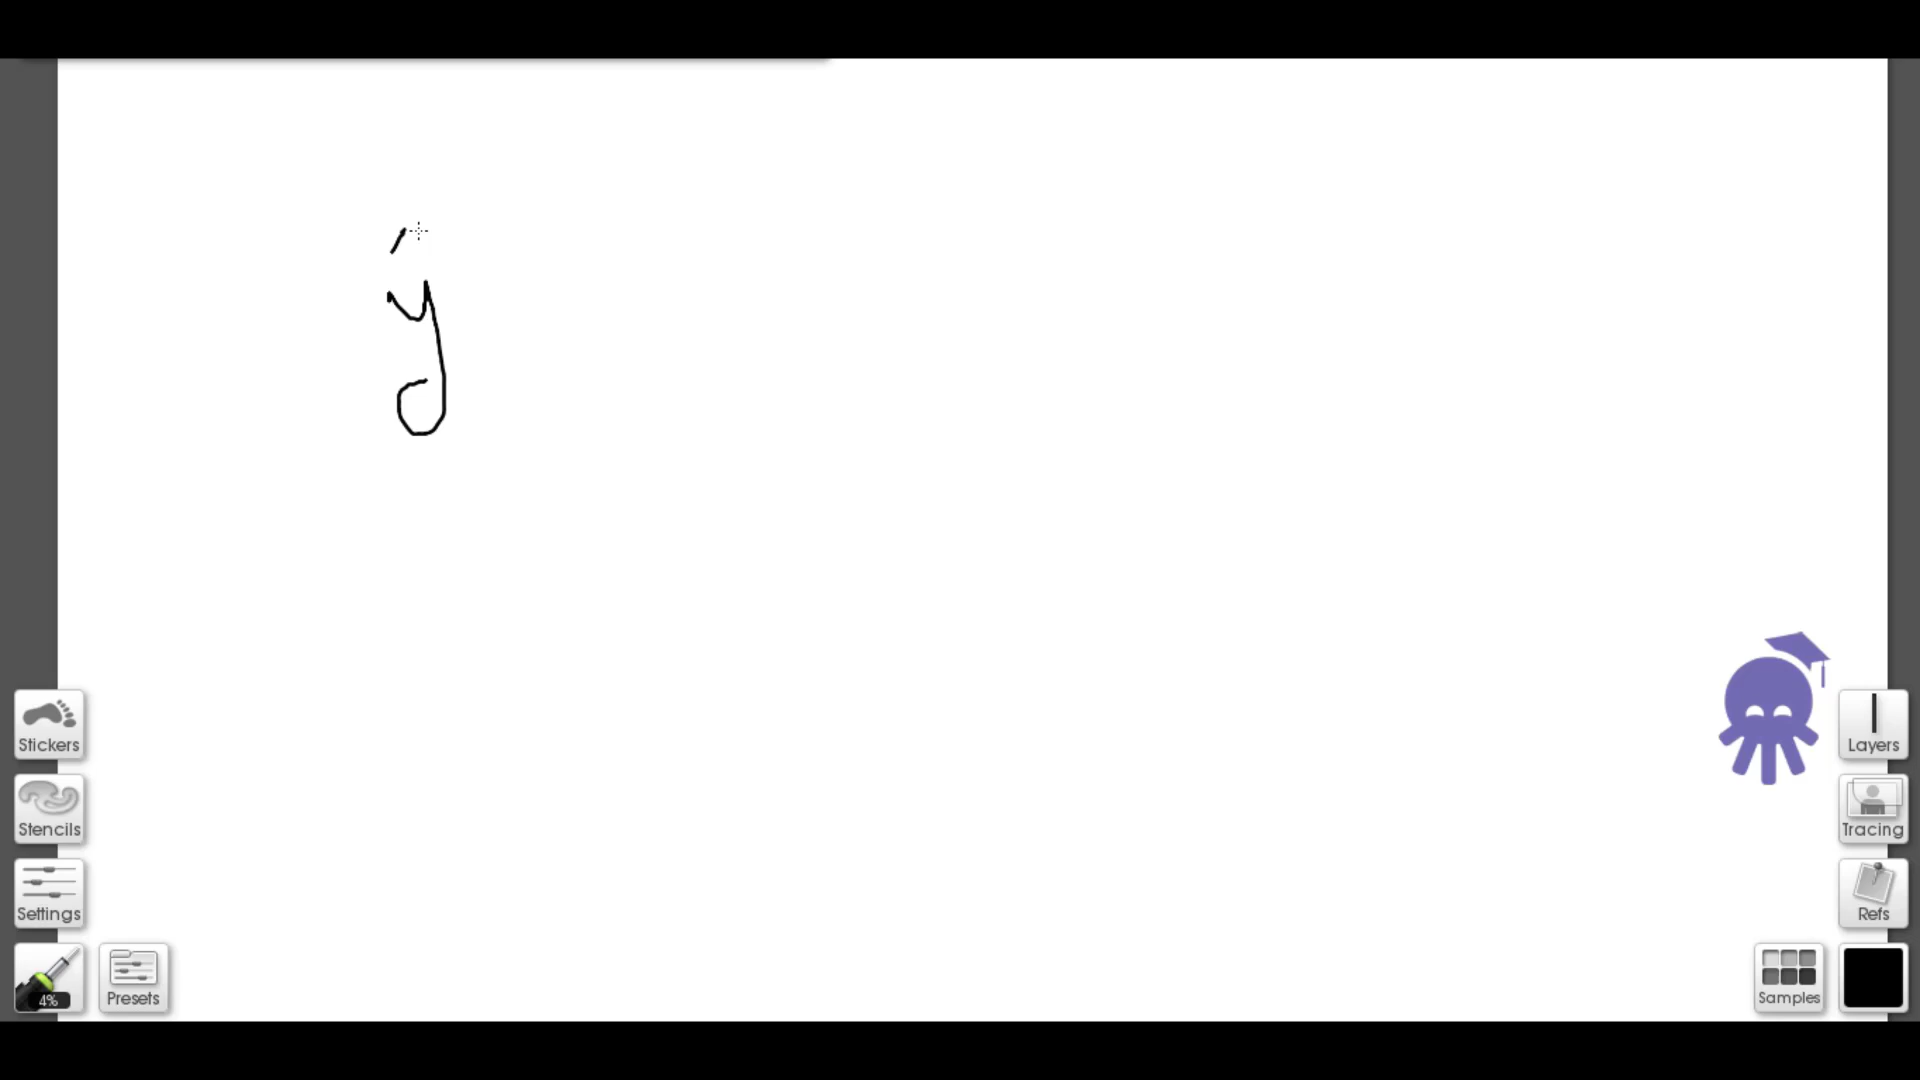 ý
Stickers
Stencils
Settings
4%
Presets
Layers
Tracing
Refs
Samples